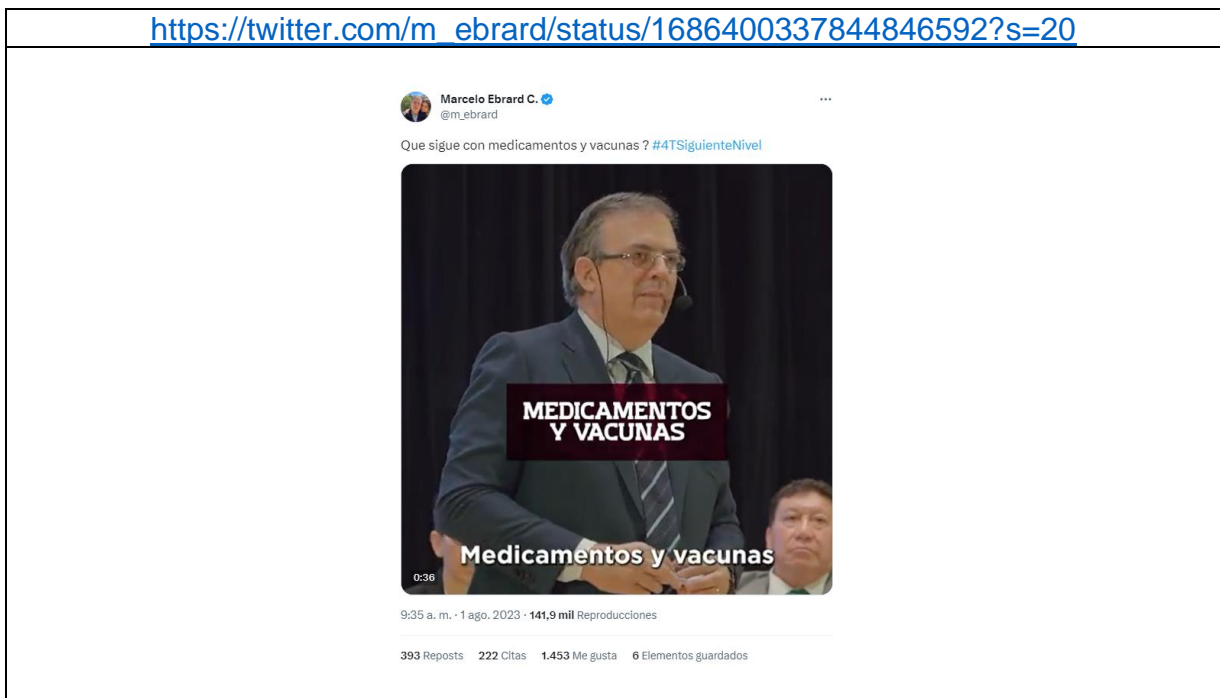 https://twitter.com/m_ebrard/status/1686400337844846592?s=20
Marcelo Ebrard C.
@m_ebrard
Que sigue con medicamentos y vacunas ? #4TSiguienteNivel
MEDICAMENTOS
Y VACUNAS
Medicamentos y vacunas
0:36
9:35 a. m. · 1 ago. 2023 · 141,9 mil Reproducciones
393 Reposts 222 Citas 1.453 Me gusta 6 Elementos guardados